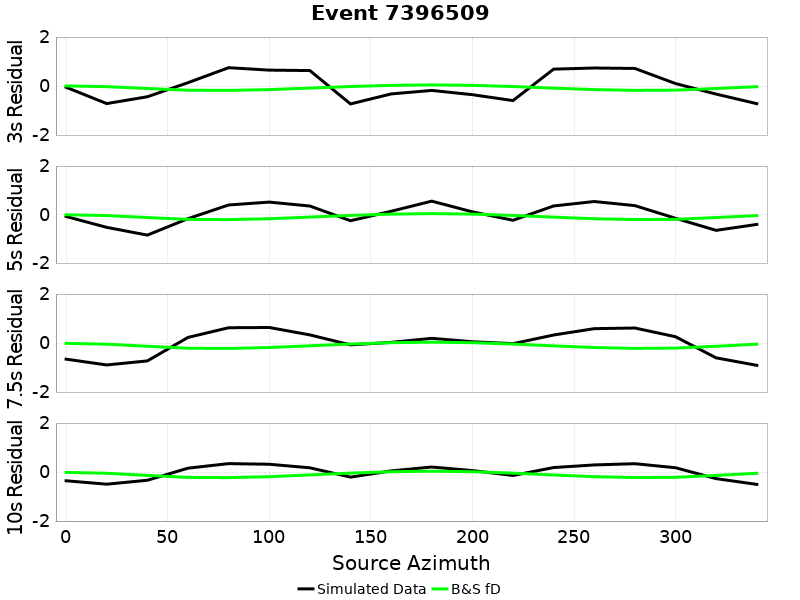 Event 7396509
3s Residual
2
0
-2
5s Residual
2
0
-2
7.5s Residual
2
0
-2
10s Residual
2
0
-2
0 50 100 150 200 250 300
Source Azimuth
Simulated Data B&S fD